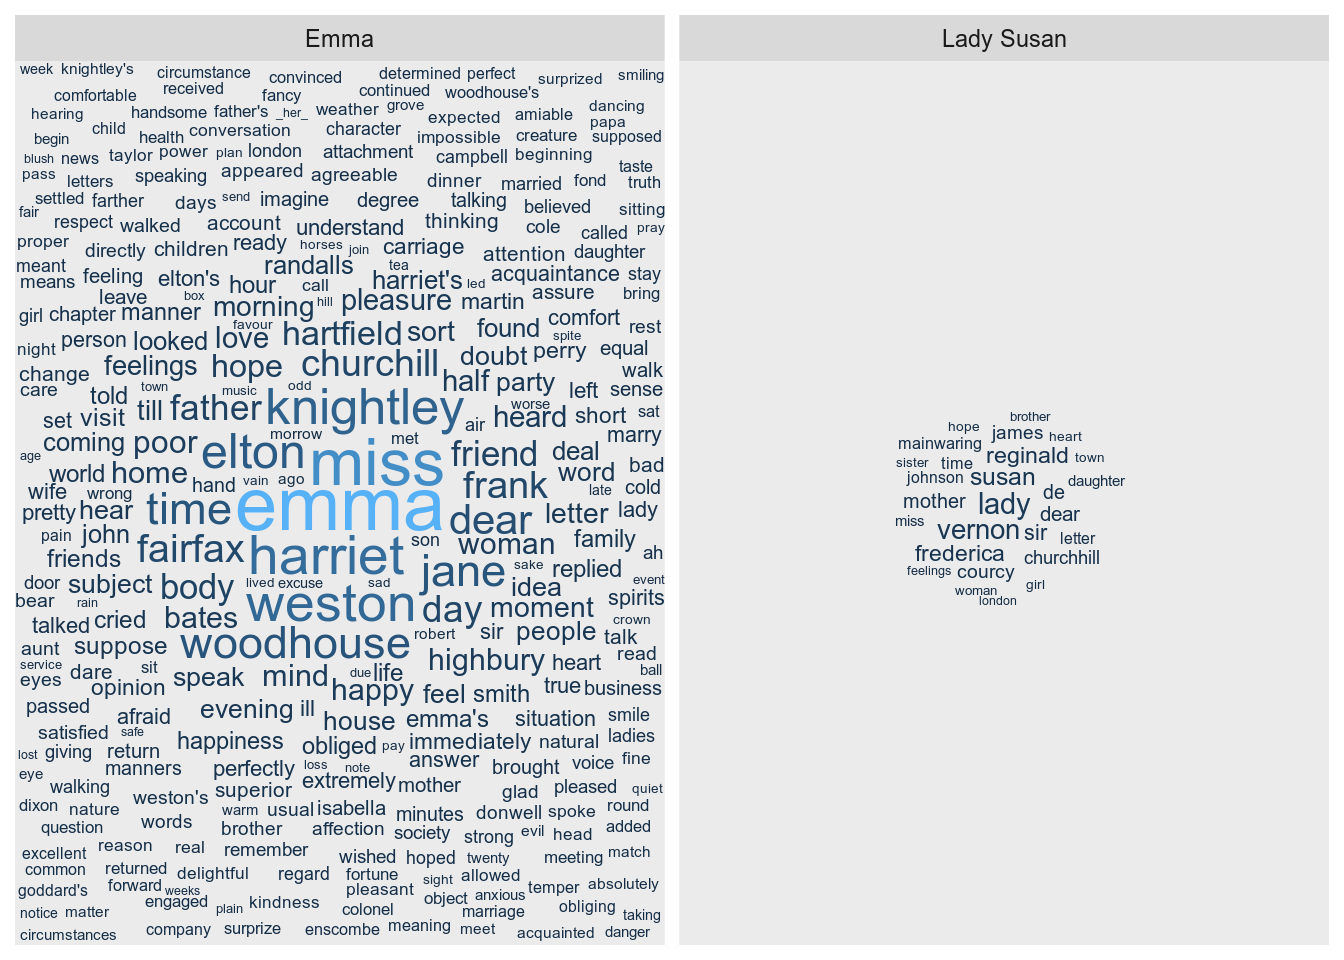 Emma
week knightley's circumstance convinced determined perfect surprized smiling
comfortable received fancy continued woodhouse's
hearing handsome father's _her_ weather grove expected amiable dancing
begin child health conversation character impossible creature papa supposed
blush news taylor power plan london attachment campbell beginning
pass letters speaking appeared agreeable dinner married fond taste truth
settled farther days send imagine degree talking believed sitting
fair respect walked account understand thinking cole called pray
proper directly children ready horses join carriage attention daughter
meant feeling elton's randalls tea harriet's led acquaintance stay
means leave box hour call morning hill pleasure martin assure bring
girl chapter manner favour hartfield sort found comfort rest
night person looked love spite equal
change feelings hope churchill doubt perry walk
care told town till father music odd knightley half party left sense
set visit air heard worse short sat
coming poor elton morrow miss met friend deal marry
age world home hand vain ago frank word bad
wife wrong time emma late cold
pretty hear dear letter lady
pain john fairfax harriet son woman family
friends jane sake replied ah
door subject body lived excuse sad idea event
bear rain weston day moment spirits
talked cried bates woodhouse robert sir people crown
aunt suppose highbury heart talk read
service eyes dare sit speak mind due life ball
opinion happy feel smith true business
passed afraid evening ill house emma's situation smile
satisfied safe happiness obliged pay immediately natural ladies
lost giving return loss note answer brought voice fine
eye manners perfectly extremely mother
walking weston's superior glad pleased quiet
dixon nature warm usual isabella minutes donwell spoke round
question words brother affection society strong evil head added
excellent reason real remember wished hoped twenty meeting match
common returned delightful regard fortune sight allowed
goddard's forward weeks pleasant object anxious temper absolutely
notice matter engaged plain kindness colonel marriage obliging taking
circumstances company surprize enscombe meaning meet acquainted danger
Lady Susan
brother
hope james heart
mainwaring
sister time reginald town
johnson susan daughter
mother lady de
miss dear
vernon sir letter
frederica churchhill
feelings courcy
woman girl
london